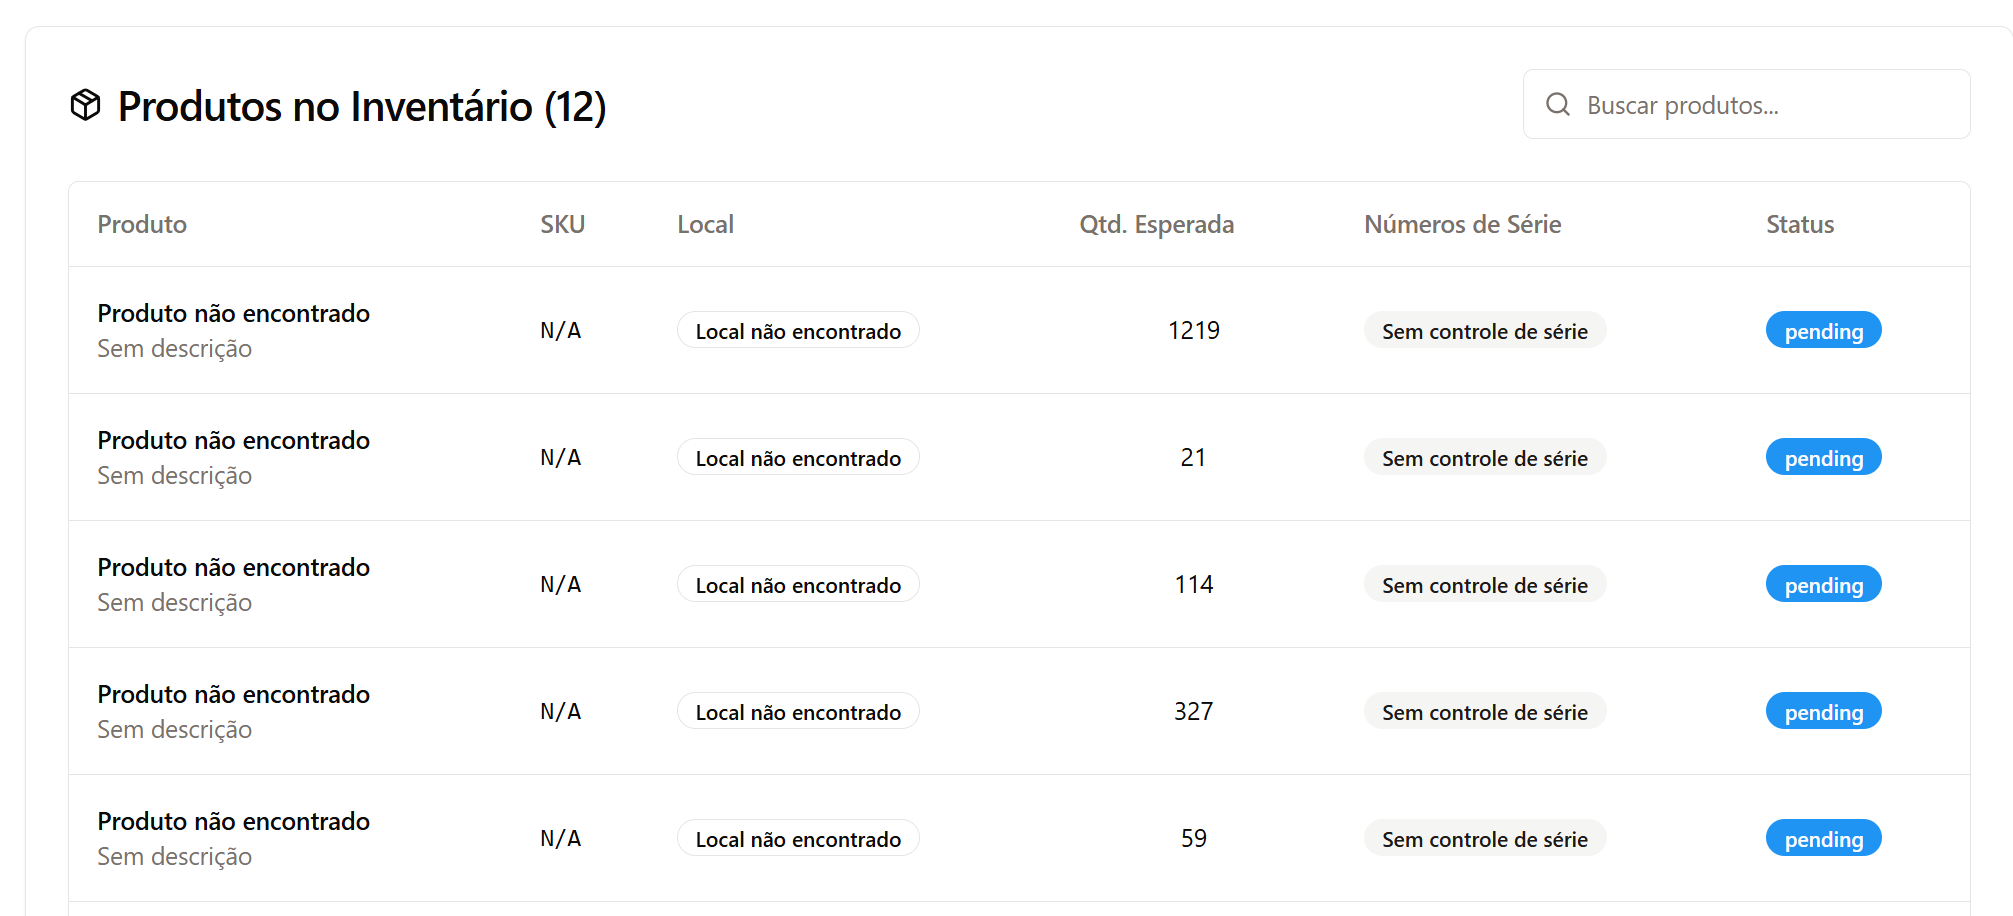 Produtos no Inventário (12)
Buscar produtos...
Produto SKU Local Qtd. Esperada Números de Série Status
Produto não encontrado
Sem descrição
N/A Local não encontrado 1219 Sem controle de série pending
Produto não encontrado
Sem descrição
N/A Local não encontrado 21 Sem controle de série pending
Produto não encontrado
Sem descrição
N/A Local não encontrado 114 Sem controle de série pending
Produto não encontrado
Sem descrição
N/A Local não encontrado 327 Sem controle de série pending
Produto não encontrado
Sem descrição
N/A Local não encontrado 59 Sem controle de série pending